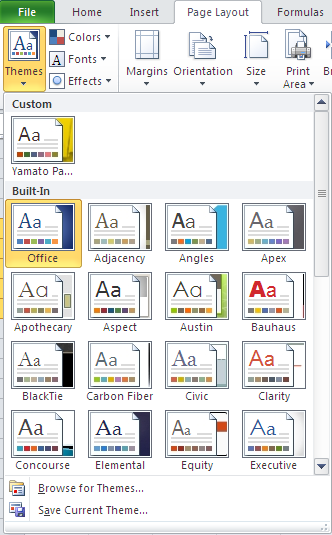 File Home Insert Page Layout Formulas
Aa Colors
Fonts
Effects
Themes Margins Orientation Size Print Area
Custom
Aa
Yamato Pa...
Built-In
Aa Aa Aa Aa
Office Adjacency Angles Apex
Aa Aa Aa Aa
Apothecary Aspect Austin Bauhaus
Aa Aa Aa Aa
BlackTie Carbon Fiber Civic Clarity
Aa Aa Aa Aa
Concourse Elemental Equity Executive
Browse for Themes...
Save Current Theme...